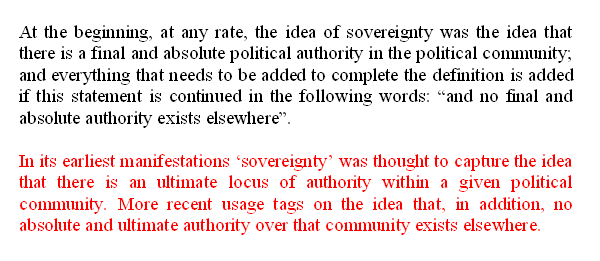 At the beginning, at any rate, the idea of sovereignty was the idea that
there is a final and absolute political authority in the political community;
and everything that needs to be added to complete the definition is added
if this statement is continued in the following words: “and no final and
absolute authority exists elsewhere”.
In its earliest manifestations ‘sovereignty’ was thought to capture the idea
that there is an ultimate locus of authority within a given political
community. More recent usage tags on the idea that, in addition, no
absolute and ultimate authority over that community exists elsewhere.